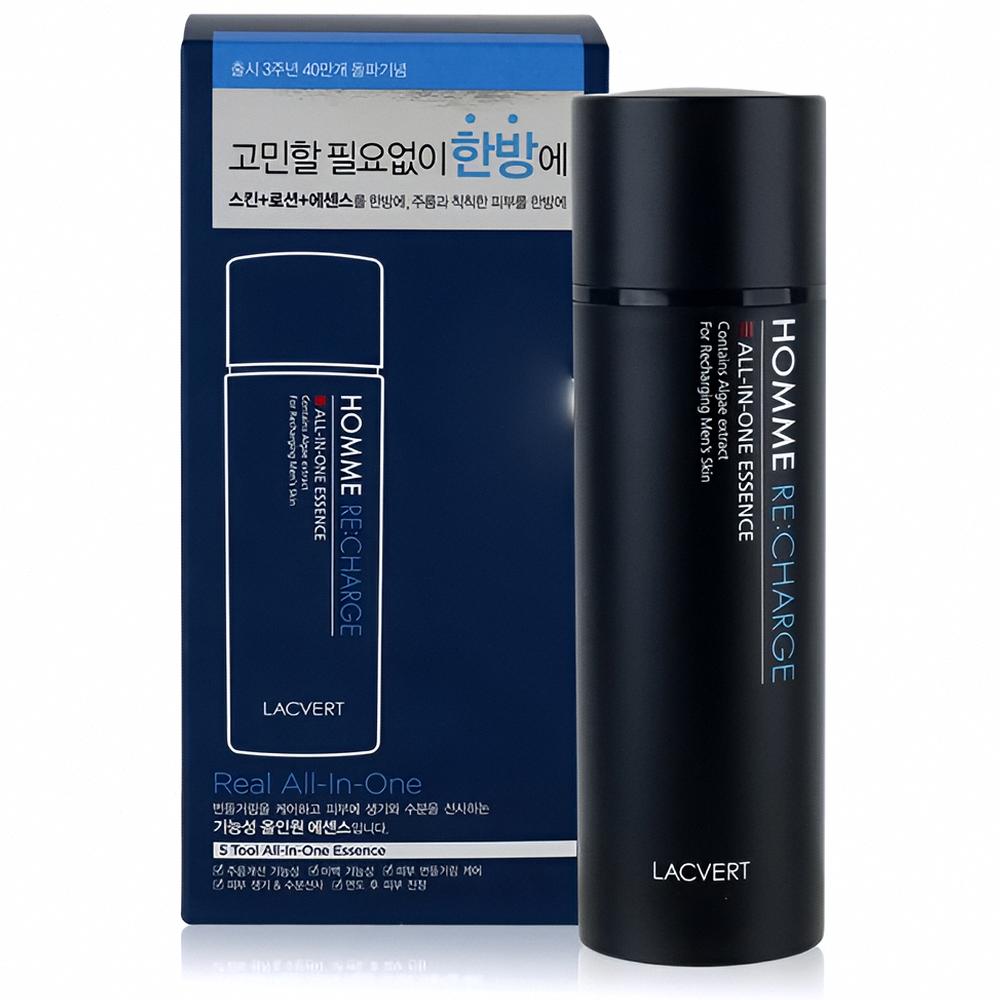 출시 3주년 40만개 돌파기념
고민할 필요없이 한방에
스킨+로션+에센스를 한방에, 주름과 칙칙한 피부를 한방에
HOMME RE:CHARGE
ALL-IN-ONE ESSENCE
Contains Algae extract
For Recharging Men's Skin
LACVERT
Real All-In-One
번들거림을 케어하고 피부에 생기와 수분을 선사하는
기능성 올인원 에센스입니다.
5 Tool All-In-One Essence
주름개선 기능성 미백 기능성 피부 번들거림 케어
피부 생기 & 수분선사 면도 후 피부 진정
HOMME RE:CHARGE
ALL-IN-ONE ESSENCE
Contains Algae extract
For Recharging Men's Skin
LACVERT